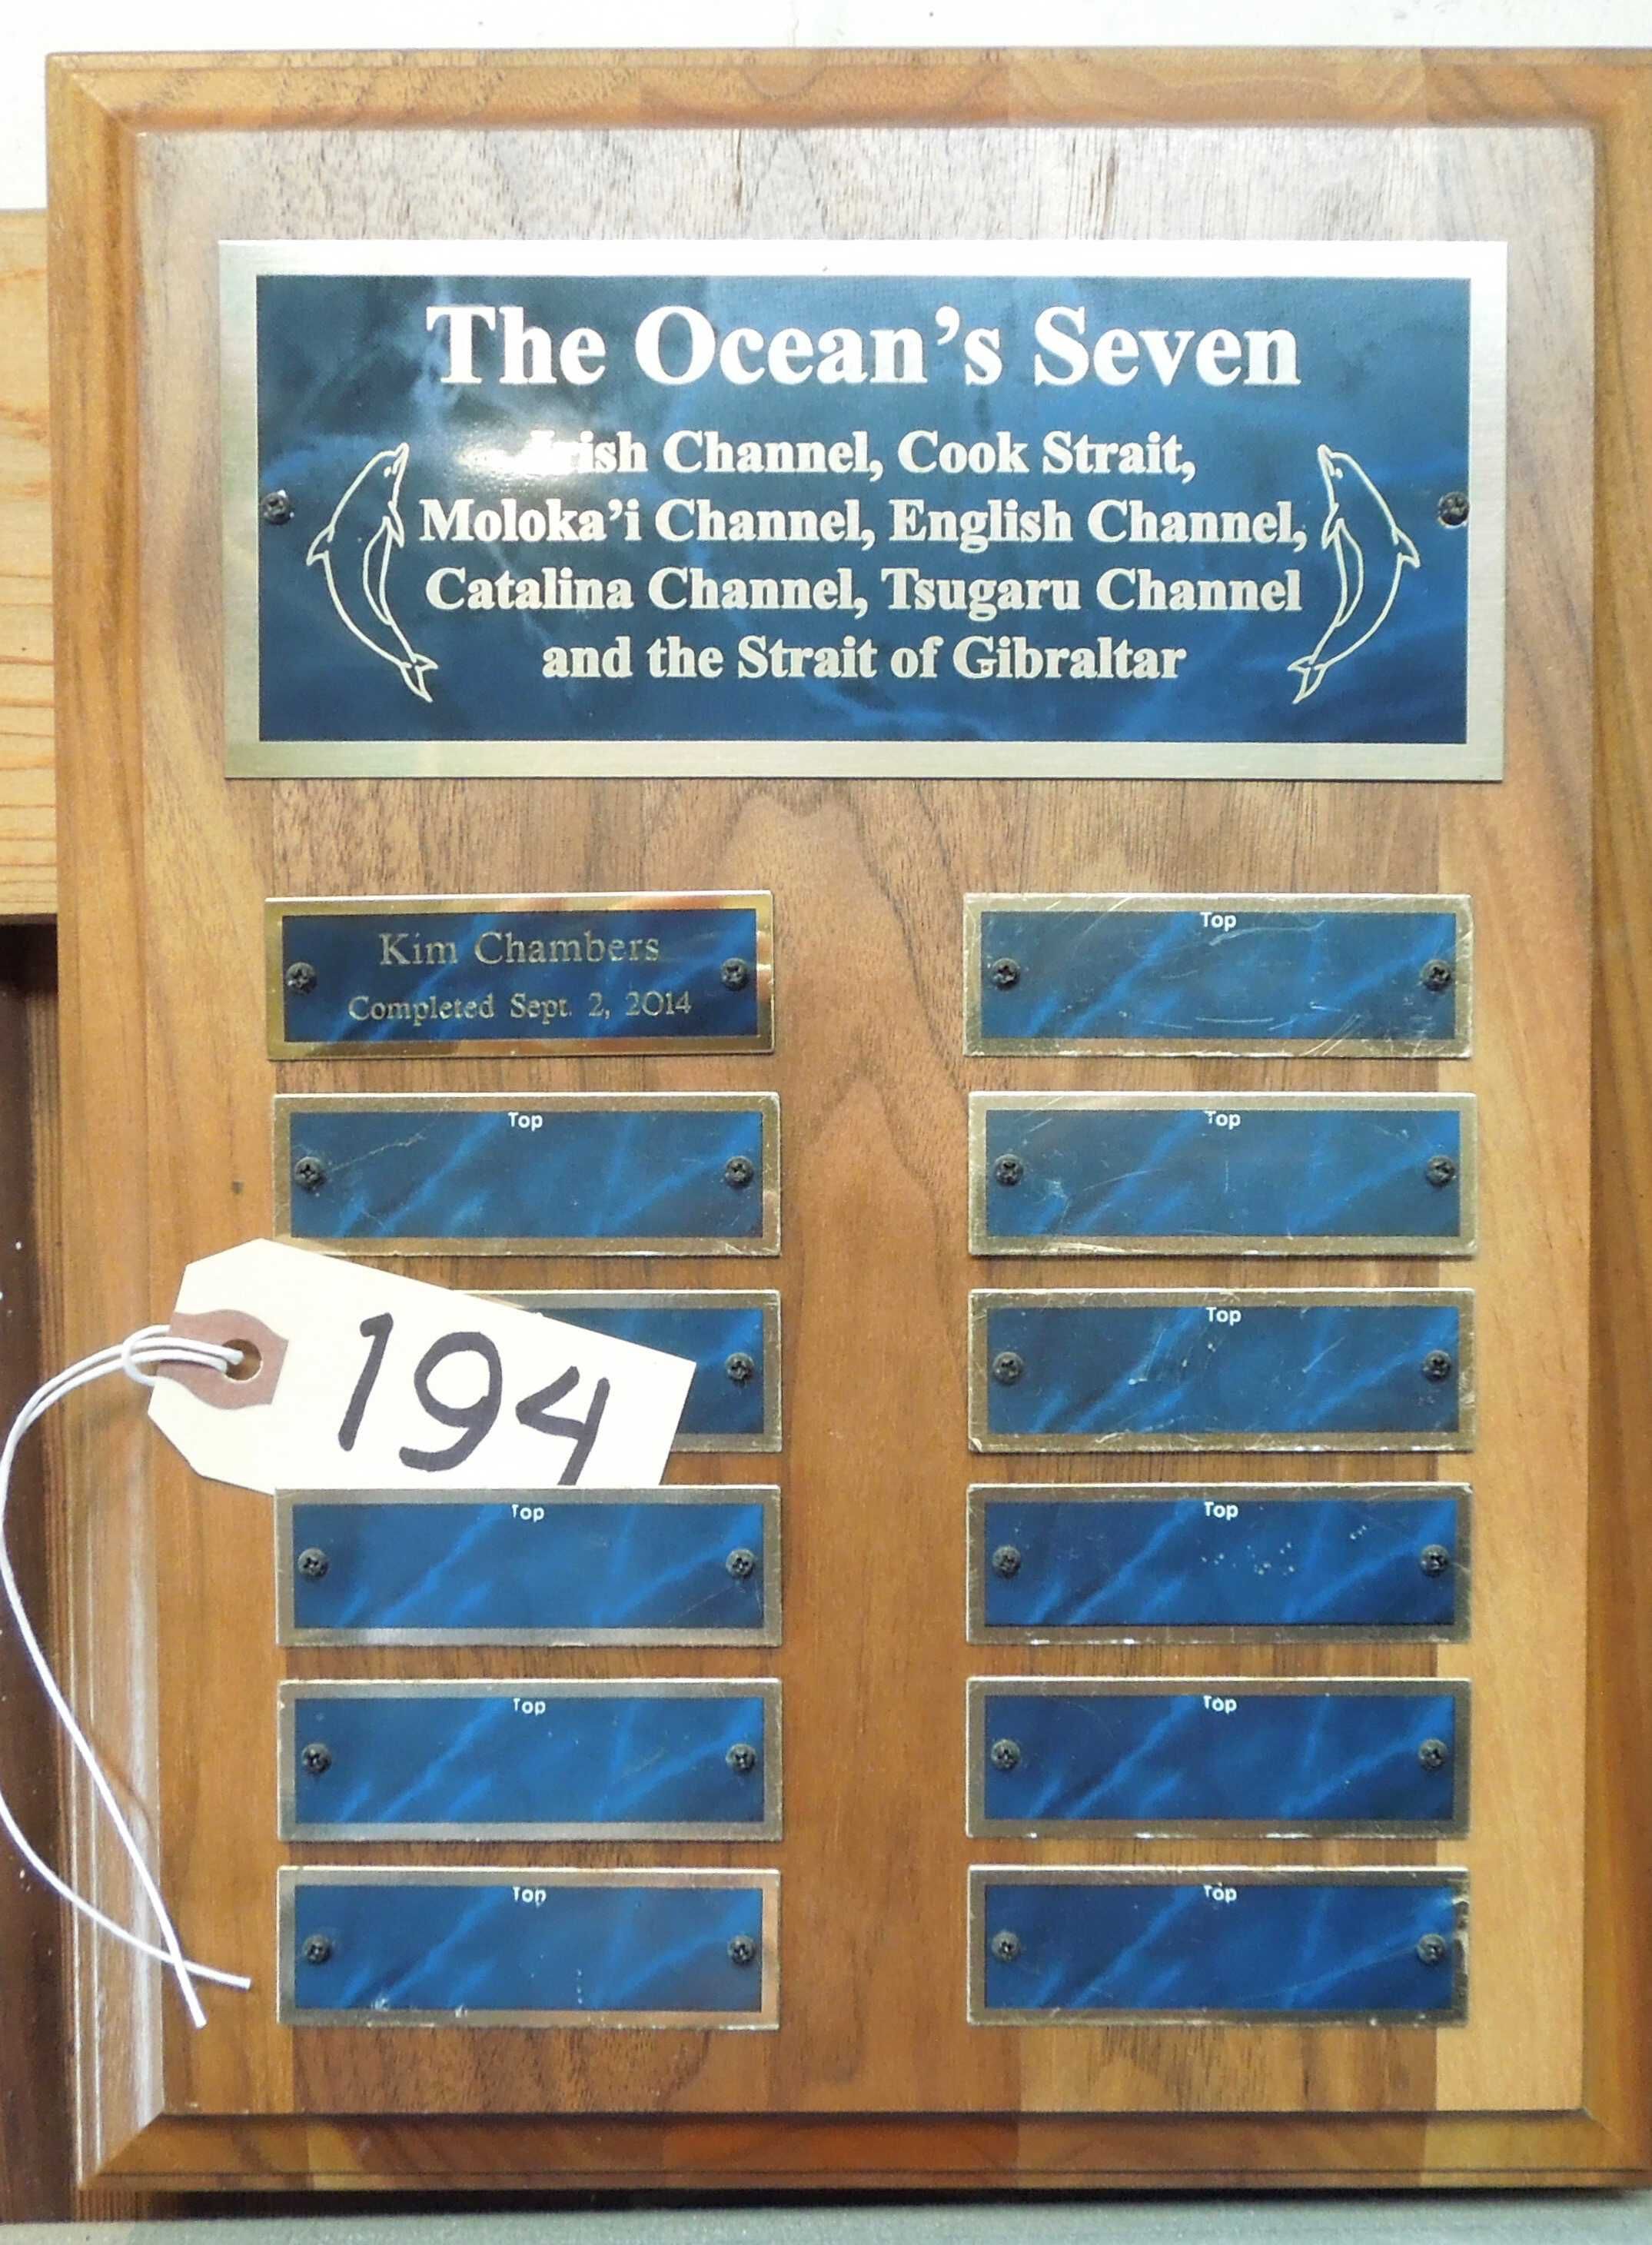 The Ocean's Seven
Irish Channel, Cook Strait,
Moloka'i Channel, English Channel,
Catalina Channel, Tsugaru Channel
and the Strait of Gibraltar
Kim Chambers
Completed Sept. 2, 2014
Top
Top
Top
194
Top
Top
Top
Top
Top
Top
Top